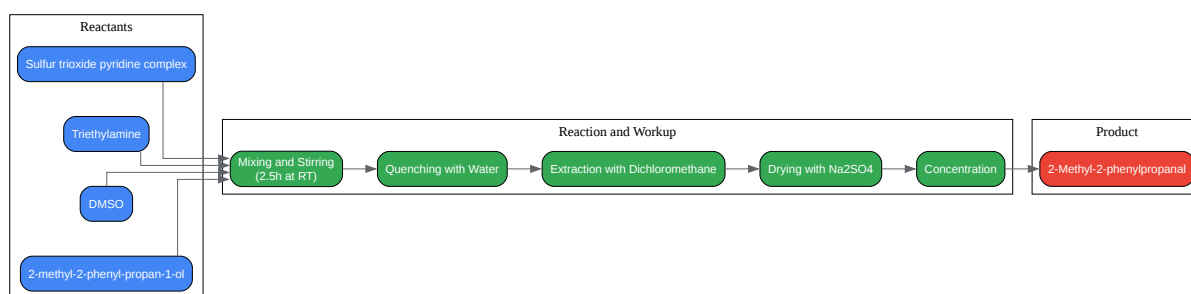 Reactants
Sulfur trioxide pyridine complex
Triethylamine
DMSO
2-methyl-2-phenyl-propan-1-ol
Reaction and Workup
Mixing and Stirring
(2.5h at RT)
Quenching with Water
Extraction with Dichloromethane
Drying with Na2SO4
Concentration
Product
2-Methyl-2-phenylpropanal